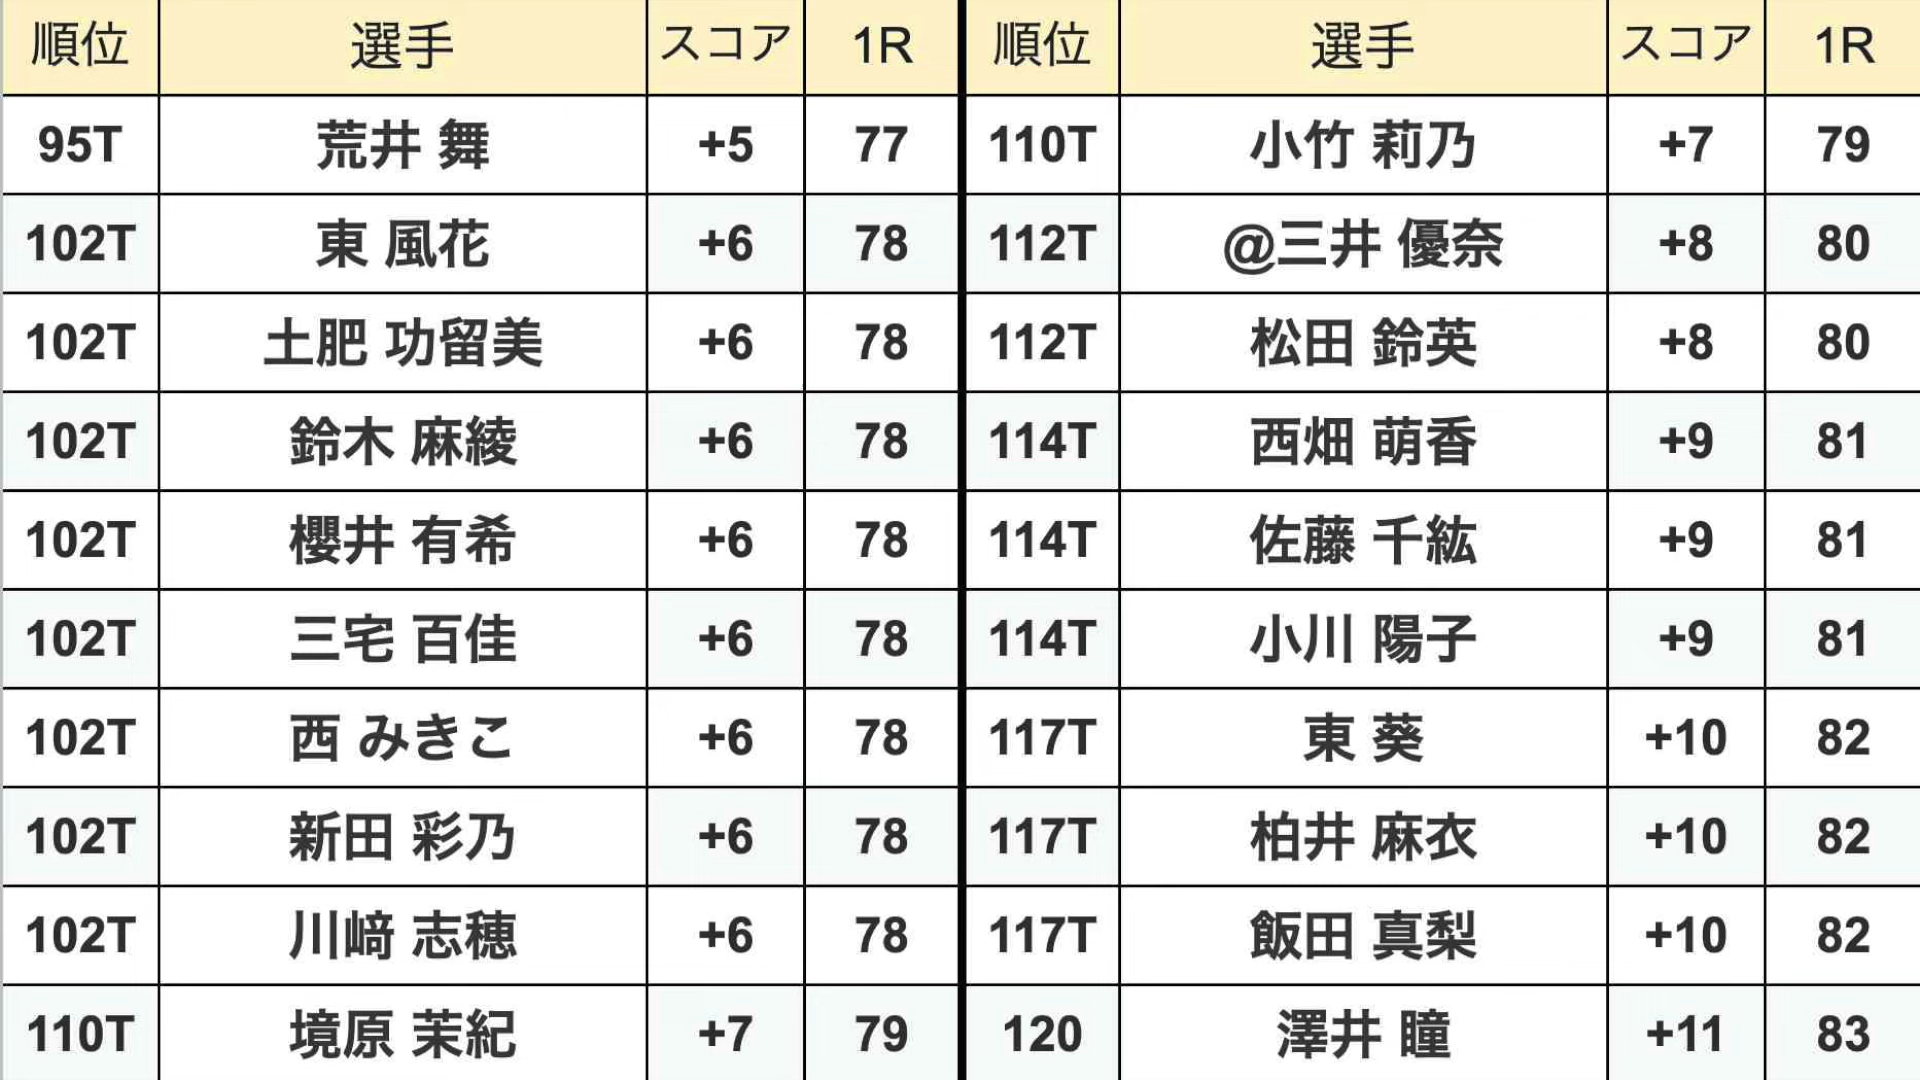 順位 選手 スコア 1R 順位 選手 スコア 1R
95T 荒井 舞 +5 77 110T 小竹 莉乃 +7 79
102T 東 風花 +6 78 112T @三井 優奈 +8 80
102T 土肥 功留美 +6 78 112T 松田 鈴英 +8 80
102T 鈴木 麻綾 +6 78 114T 西畑 萌香 +9 81
102T 櫻井 有希 +6 78 114T 佐藤 千紘 +9 81
102T 三宅 百佳 +6 78 114T 小川 陽子 +9 81
102T 西 みきこ +6 78 117T 東 葵 +10 82
102T 新田 彩乃 +6 78 117T 柏井 麻衣 +10 82
102T 川﨑 志穂 +6 78 117T 飯田 真梨 +10 82
110T 境原 茉紀 +7 79 120 澤井 瞳 +11 83